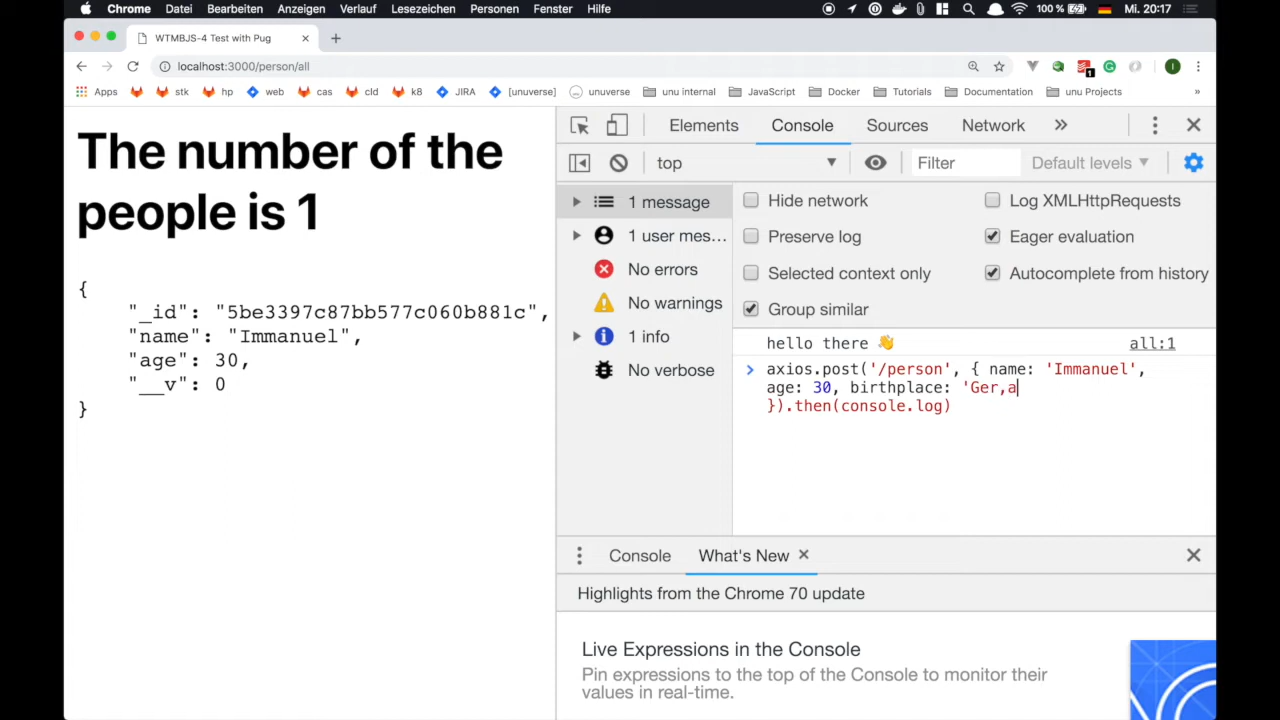 Chrome Datei Bearbeiten Anzeigen Verlauf Lesezeichen Personen Fenster Hilfe 100 % Mi. 20:17
WTMBJS-4 Test with Pug
localhost:3000/person/all
Apps stk hp web cas cld k8 JIRA [unuverse] unuverse unu internal JavaScript Docker Tutorials Documentation unu Projects »
The number of the
people is 1
{
"_id": "5be3397c87bb577c060b881c",
"name": "Immanuel",
"age": 30,
"__v": 0
}
Elements Console Sources Network »
top Filter Default levels
1 message
1 user mes…
No errors
No warnings
1 info
No verbose
Hide network Log XMLHttpRequests
Preserve log Eager evaluation
Selected context only Autocomplete from history
Group similar
hello there 👋 all:1
> axios.post('/person', { name: 'Immanuel',
age: 30, birthplace: 'Ger,a
}).then(console.log)
Console What's New
Highlights from the Chrome 70 update
Live Expressions in the Console
Pin expressions to the top of the Console to monitor their
values in real-time.